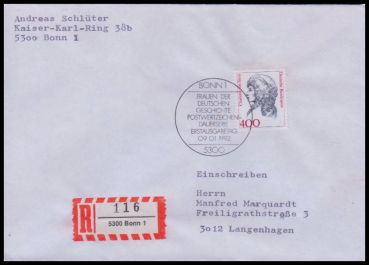 Andreas Schlüter
Kaiser-Karl-Ring 38b
5300 Bonn 1
BONN 1
FRAUEN DER
DEUTSCHEN
GESCHICHTE
POSTWERTZEICHEN-
DAUERSERIE
ERSTAUSGABETAG
09 01 1992
5300
400
Einschreiben
Herrn
Manfred Marquardt
Freiligrathstraße 3
3012 Langenhagen
R
116
5300 Bonn 1